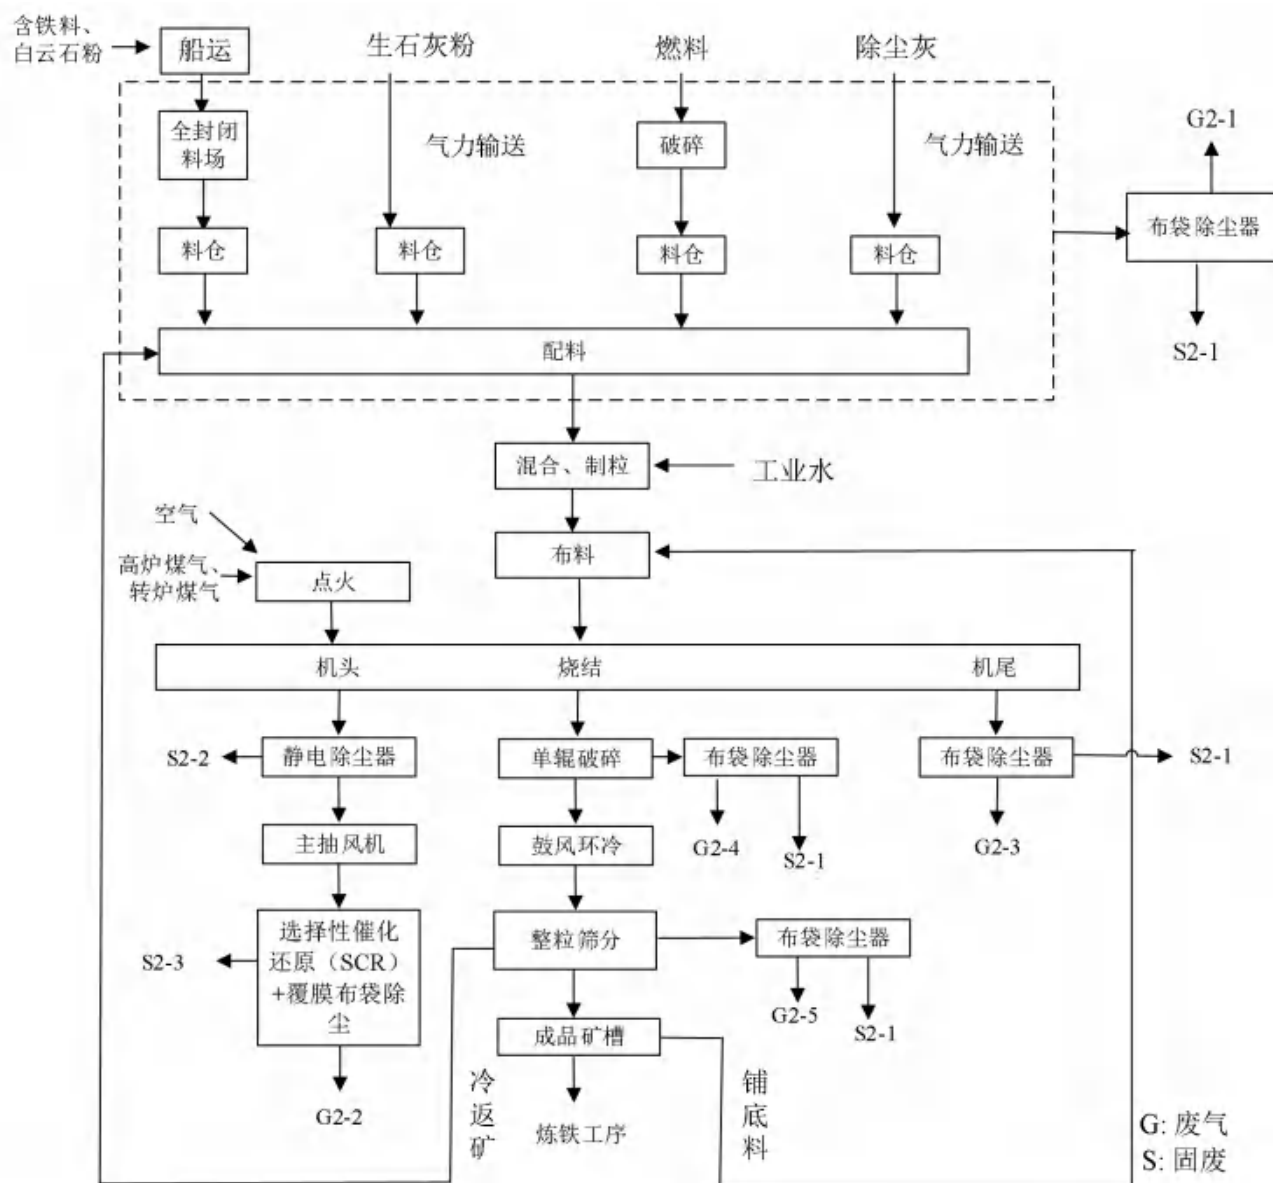 含铁料、
白云石粉
船运
生石灰粉
燃料
除尘灰
全封闭
料场
气力输送
破碎
气力输送
G2-1
布袋除尘器
料仓
料仓
料仓
料仓
S2-1
配料
混合、制粒
工业水
空气
布料
高炉煤气、
转炉煤气
点火
机头
烧结
机尾
S2-2
静电除尘器
单辊破碎
布袋除尘器
布袋除尘器
S2-1
主抽风机
鼓风环冷
G2-4
S2-1
G2-3
选择性催化
还原（SCR）
+覆膜布袋除
尘
S2-3
整粒筛分
布袋除尘器
G2-5
S2-1
成品矿槽
G2-2
冷
返
矿
炼铁工序
铺
底
料
G: 废气
S: 固废